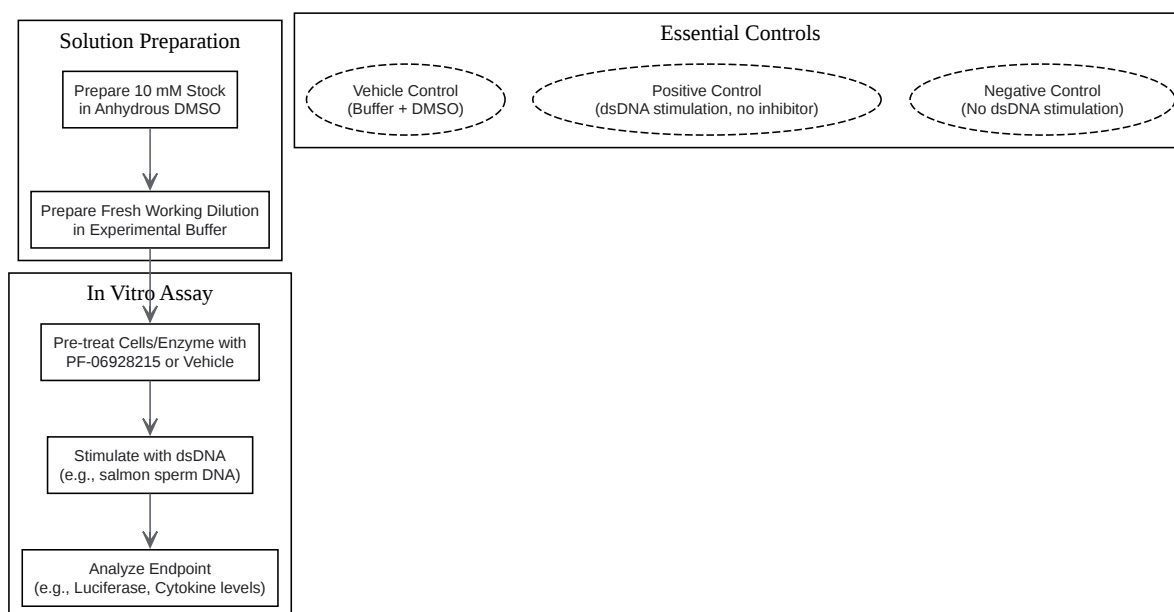 Solution Preparation
Prepare 10 mM Stock
in Anhydrous DMSO
Prepare Fresh Working Dilution
in Experimental Buffer
In Vitro Assay
Pre-treat Cells/Enzyme with
PF-06928215 or Vehicle
Stimulate with dsDNA
(e.g., salmon sperm DNA)
Analyze Endpoint
(e.g., Luciferase, Cytokine levels)
Essential Controls
Vehicle Control
(Buffer + DMSO)
Positive Control
(dsDNA stimulation, no inhibitor)
Negative Control
(No dsDNA stimulation)